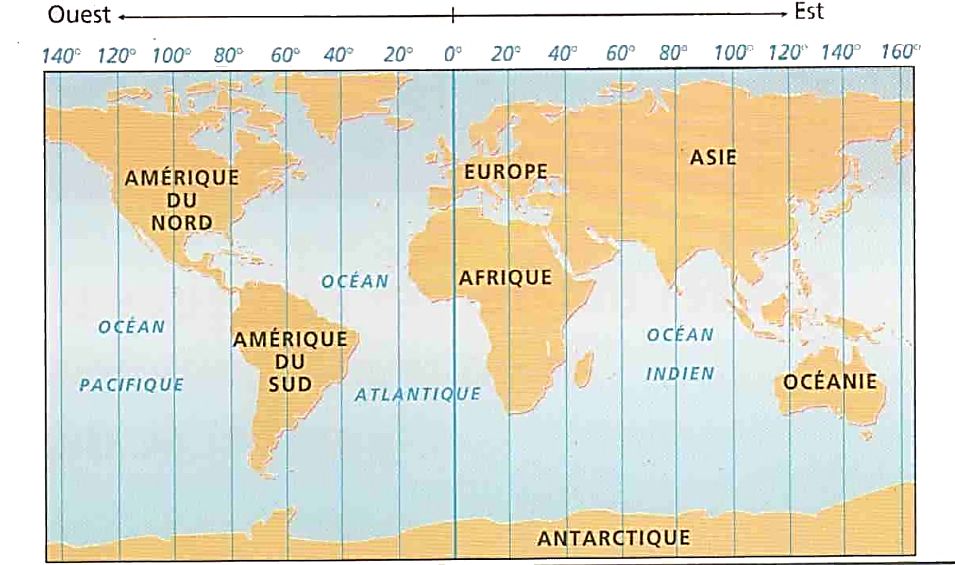 Ouest Est
140° 120° 100° 80° 60° 40° 20° 0° 20° 40° 60° 80° 100° 120° 140° 160°
AMÉRIQUE
DU
NORD
EUROPE
ASIE
OCÉAN
AFRIQUE
OCÉAN
PACIFIQUE
AMÉRIQUE
DU
SUD
ATLANTIQUE
OCÉAN
INDIEN
OCÉANIE
ANTARCTIQUE